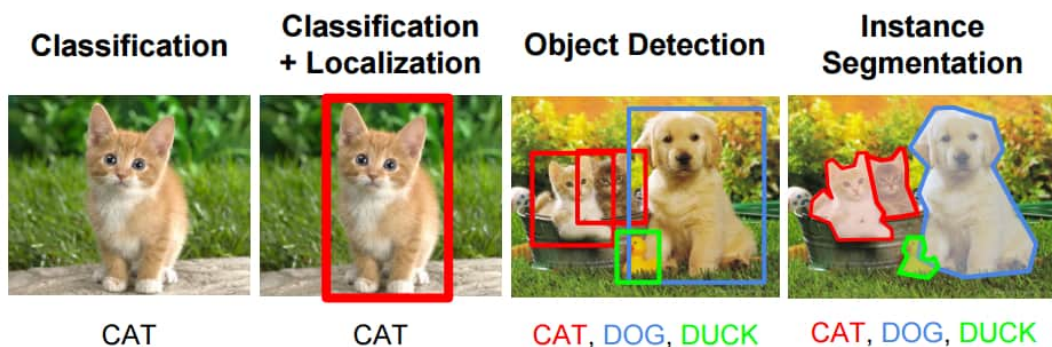 Classification
Classification
+ Localization
Object Detection
Instance
Segmentation
CAT
CAT
CAT, DOG, DUCK
CAT, DOG, DUCK